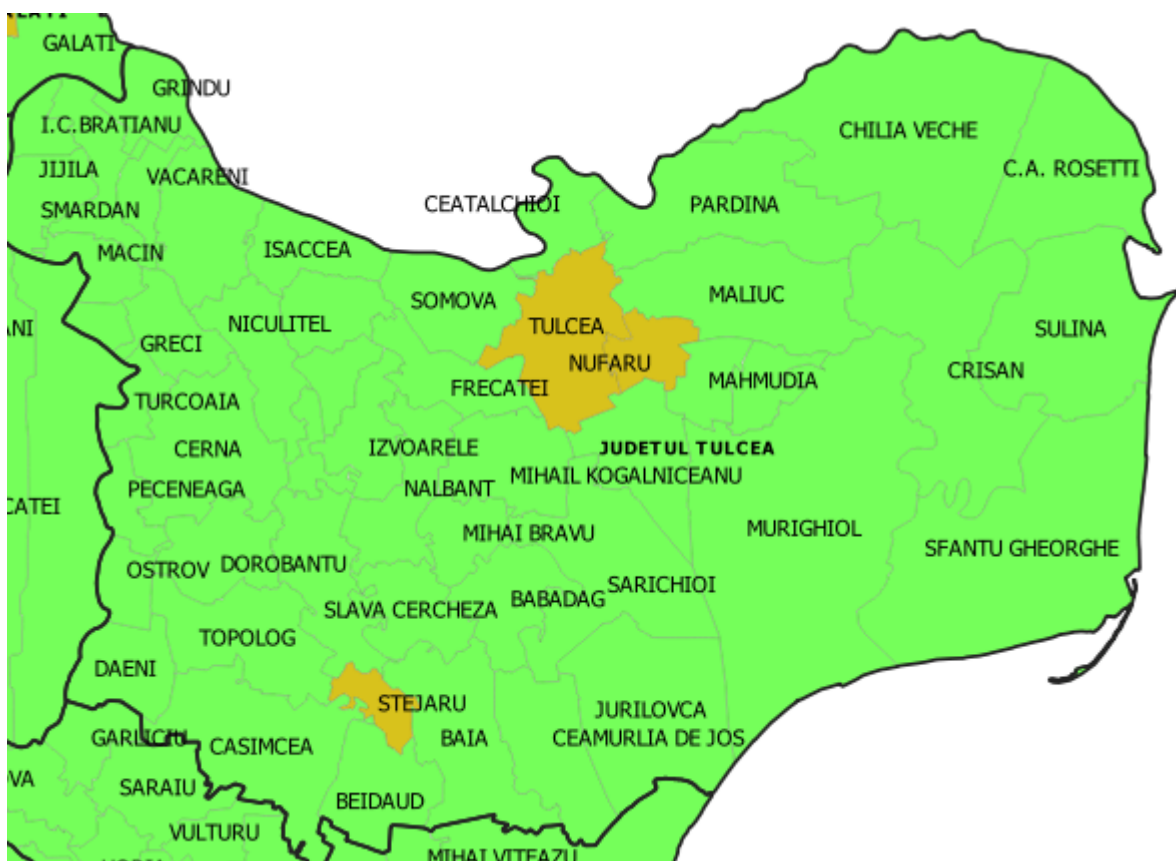 GALATI
GRINDU
I.C.BRATIANU
JIJILA
VACARENI
SMARDAN
MACIN
ISACCEA
CEATALCHIOI
PARDINA
CHILIA VECHE
C.A. ROSETTI
SOMOVA
MALIUC
NICULITEL
TULCEA
SULINA
GRECI
NUFARU
CRISAN
FRECATEI
MAHMUDIA
TURCOAIA
CERNA
IZVOARELE
JUDETUL TULCEA
MIHAIL KOGALNICEANU
PECENEAGA
NALBANT
CATEI
MIHAI BRAVU
MURIGHIOL
SFANTU GHEORGHE
OSTROV
DOROBANTU
SARICHIOI
BABADAG
SLAVA CERCHEZA
TOPOLOG
DAENI
STEJARU
JURILOVCA
GARLICIU
CASIMCEA
BAIA
CEAMURLIA DE JOS
SARAIU
BEIDAUD
VULTURU
MIHAI VITEAZU